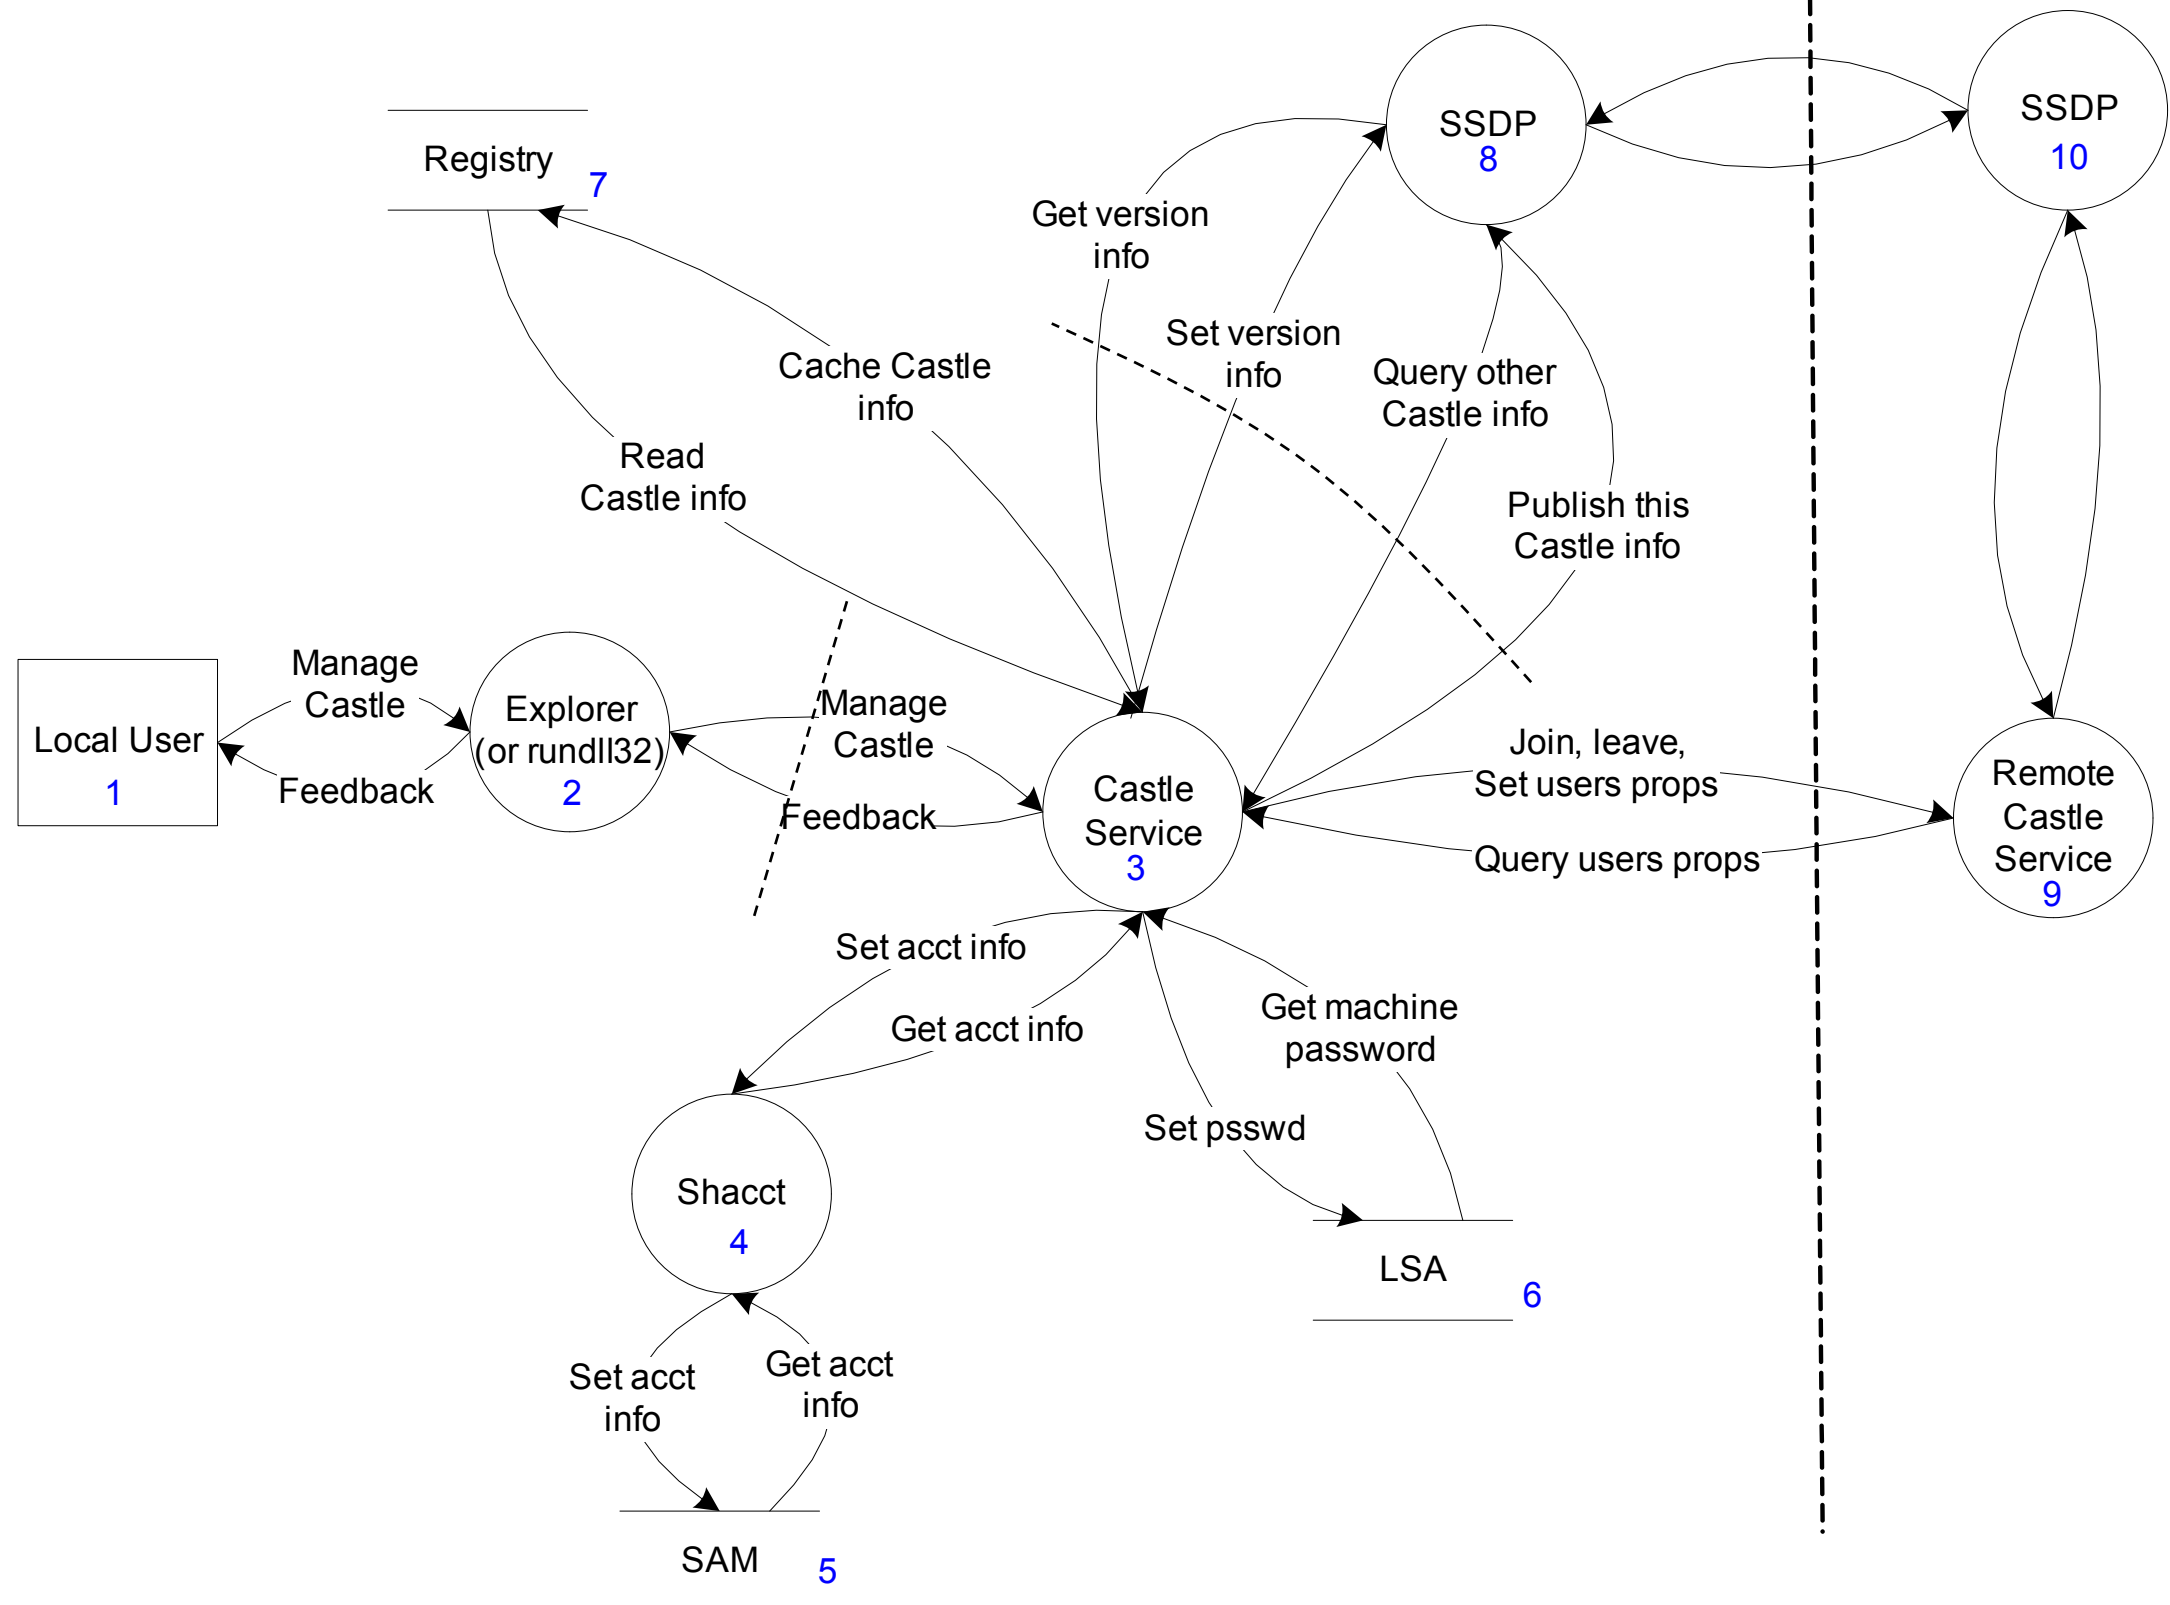 SSDP
8
SSDP
10
Registry
7
Get version
info
Set version
info
Cache Castle
info
Query other
Castle info
Read
Castle info
Publish this
Castle info
Manage
Castle
Local User
1
Feedback
Explorer
(or rundll32)
2
Manage
Castle
Feedback
Castle
Service
3
Join, leave,
Set users props
Query users props
Remote
Castle
Service
9
Set acct info
Get acct info
Get machine
password
Set psswd
Shacct
4
LSA
6
Set acct
info
Get acct
info
SAM
5